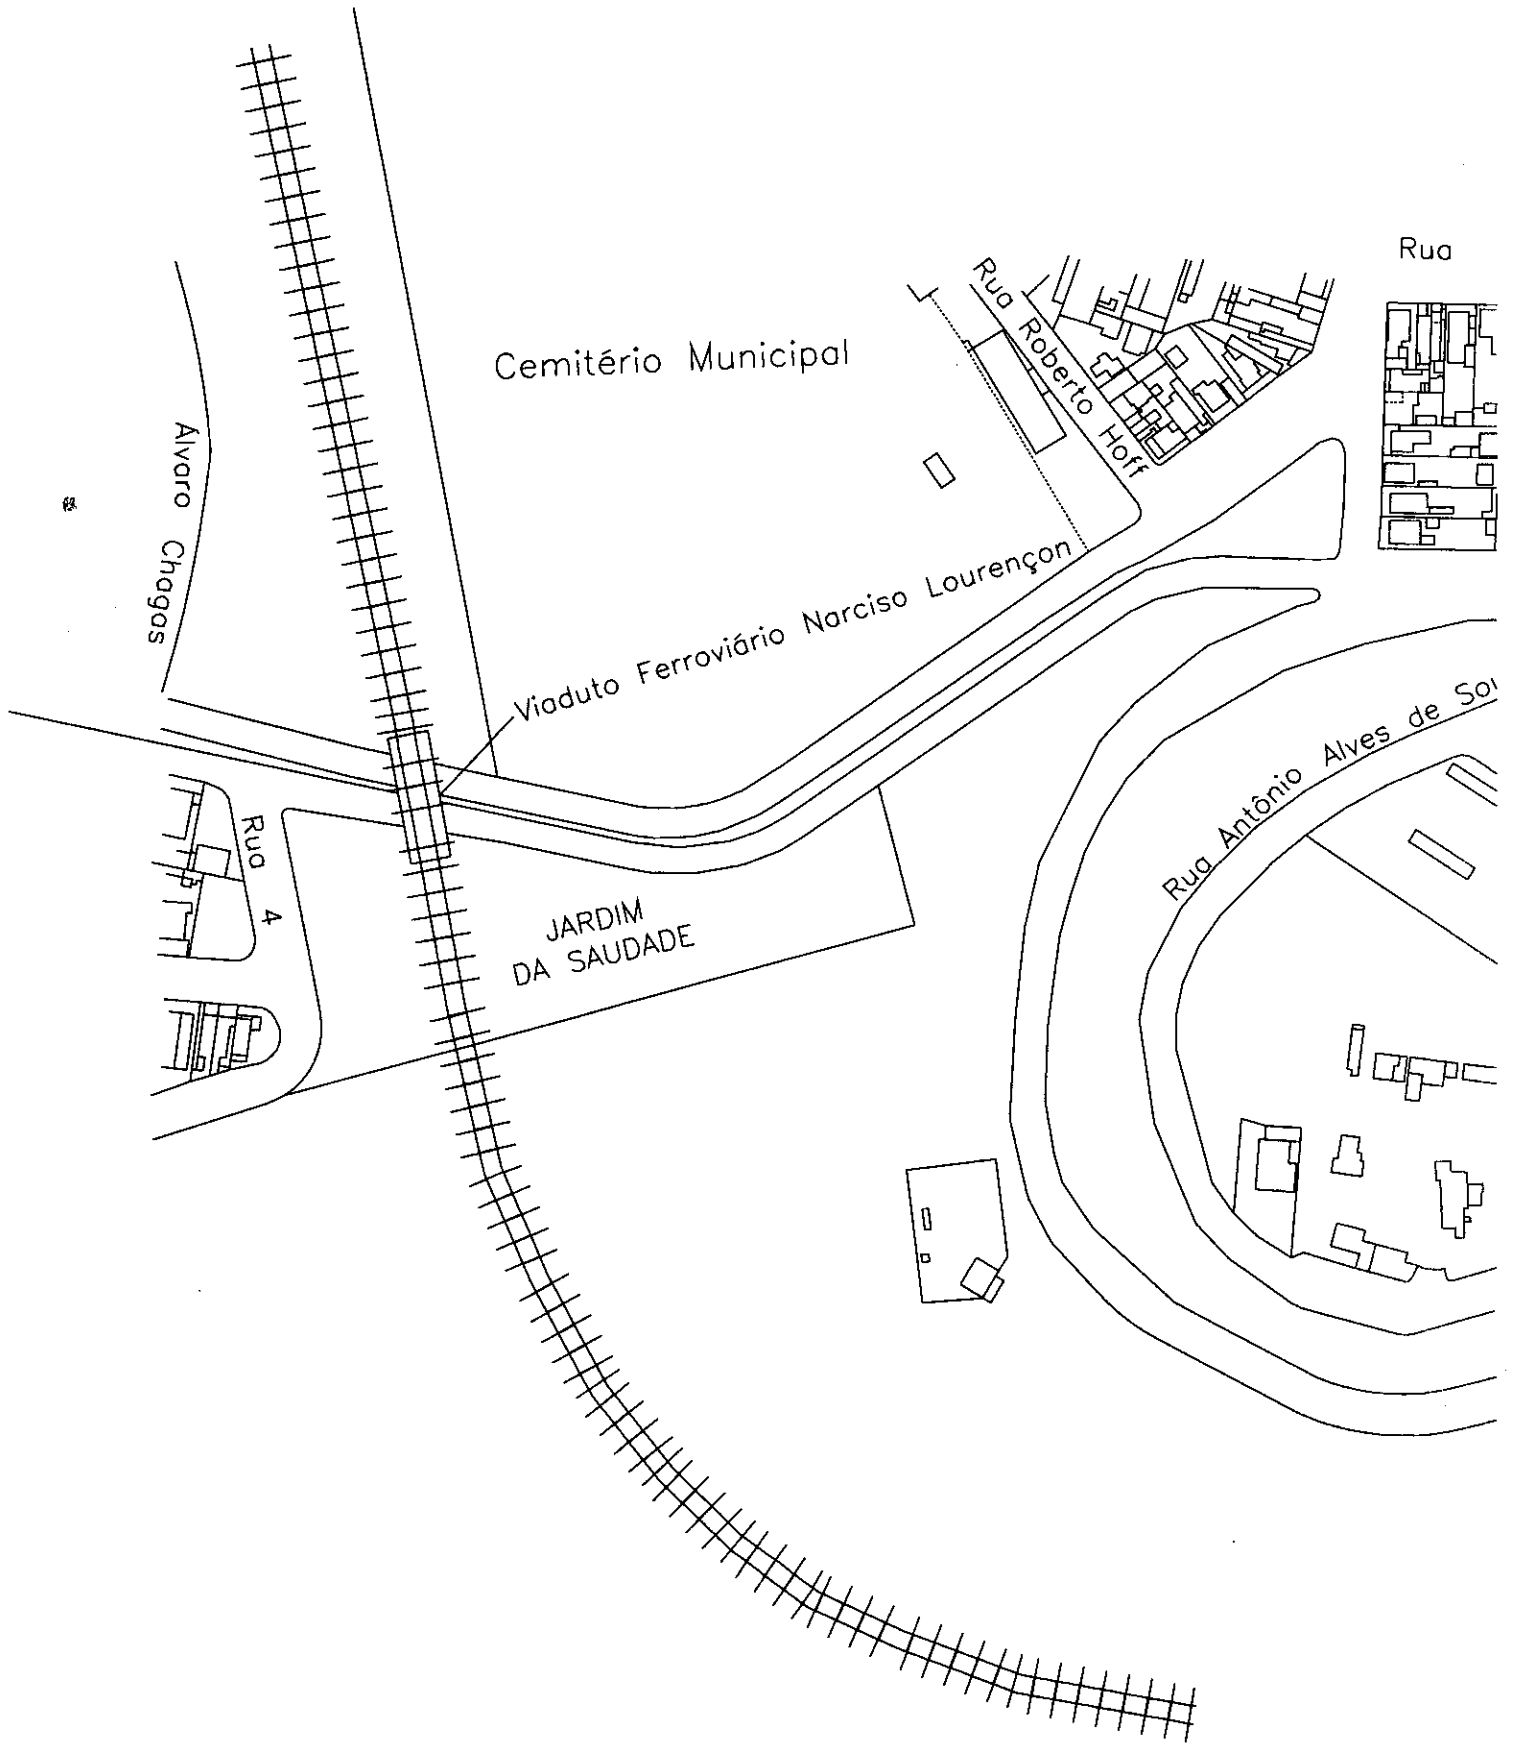 Rua
Rua Roberto Hoff
Cemitério Municipal
Álvaro Chagas
Viaduto Ferroviário Narciso Lourençon
Rua Antônio Alves de
Rua 4
JARDIM
DA SAUDADE